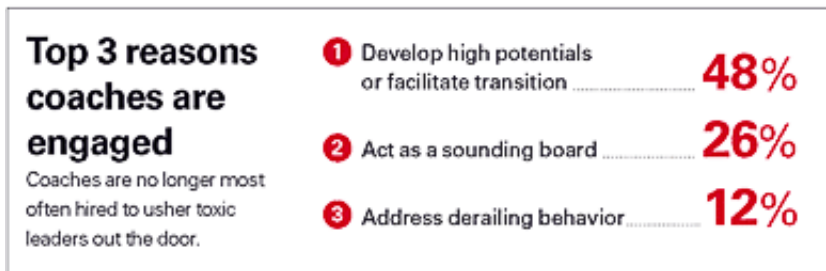 Top 3 reasons
coaches are
engaged
Coaches are no longer most
often hired to usher toxic
leaders out the door.
1 Develop high potentials
or facilitate transition 48%
2 Act as a sounding board 26%
3 Address derailing behavior 12%